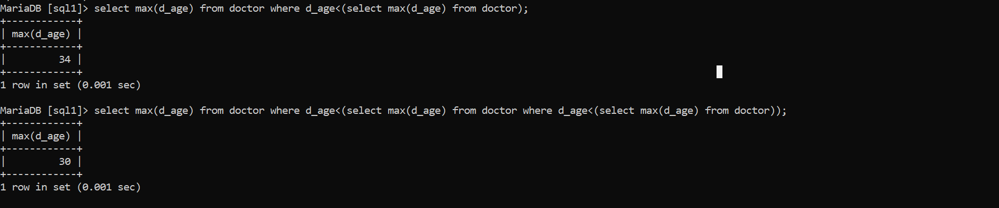 MariaDB [sql1]> select max(d_age) from doctor where d_age<(select max(d_age) from doctor);
+------------+
| max(d_age) |
+------------+
|         34 |
+------------+
1 row in set (0.001 sec)

MariaDB [sql1]> select max(d_age) from doctor where d_age<(select max(d_age) from doctor where d_age<(select max(d_age) from doctor));
+------------+
| max(d_age) |
+------------+
|         30 |
+------------+
1 row in set (0.001 sec)